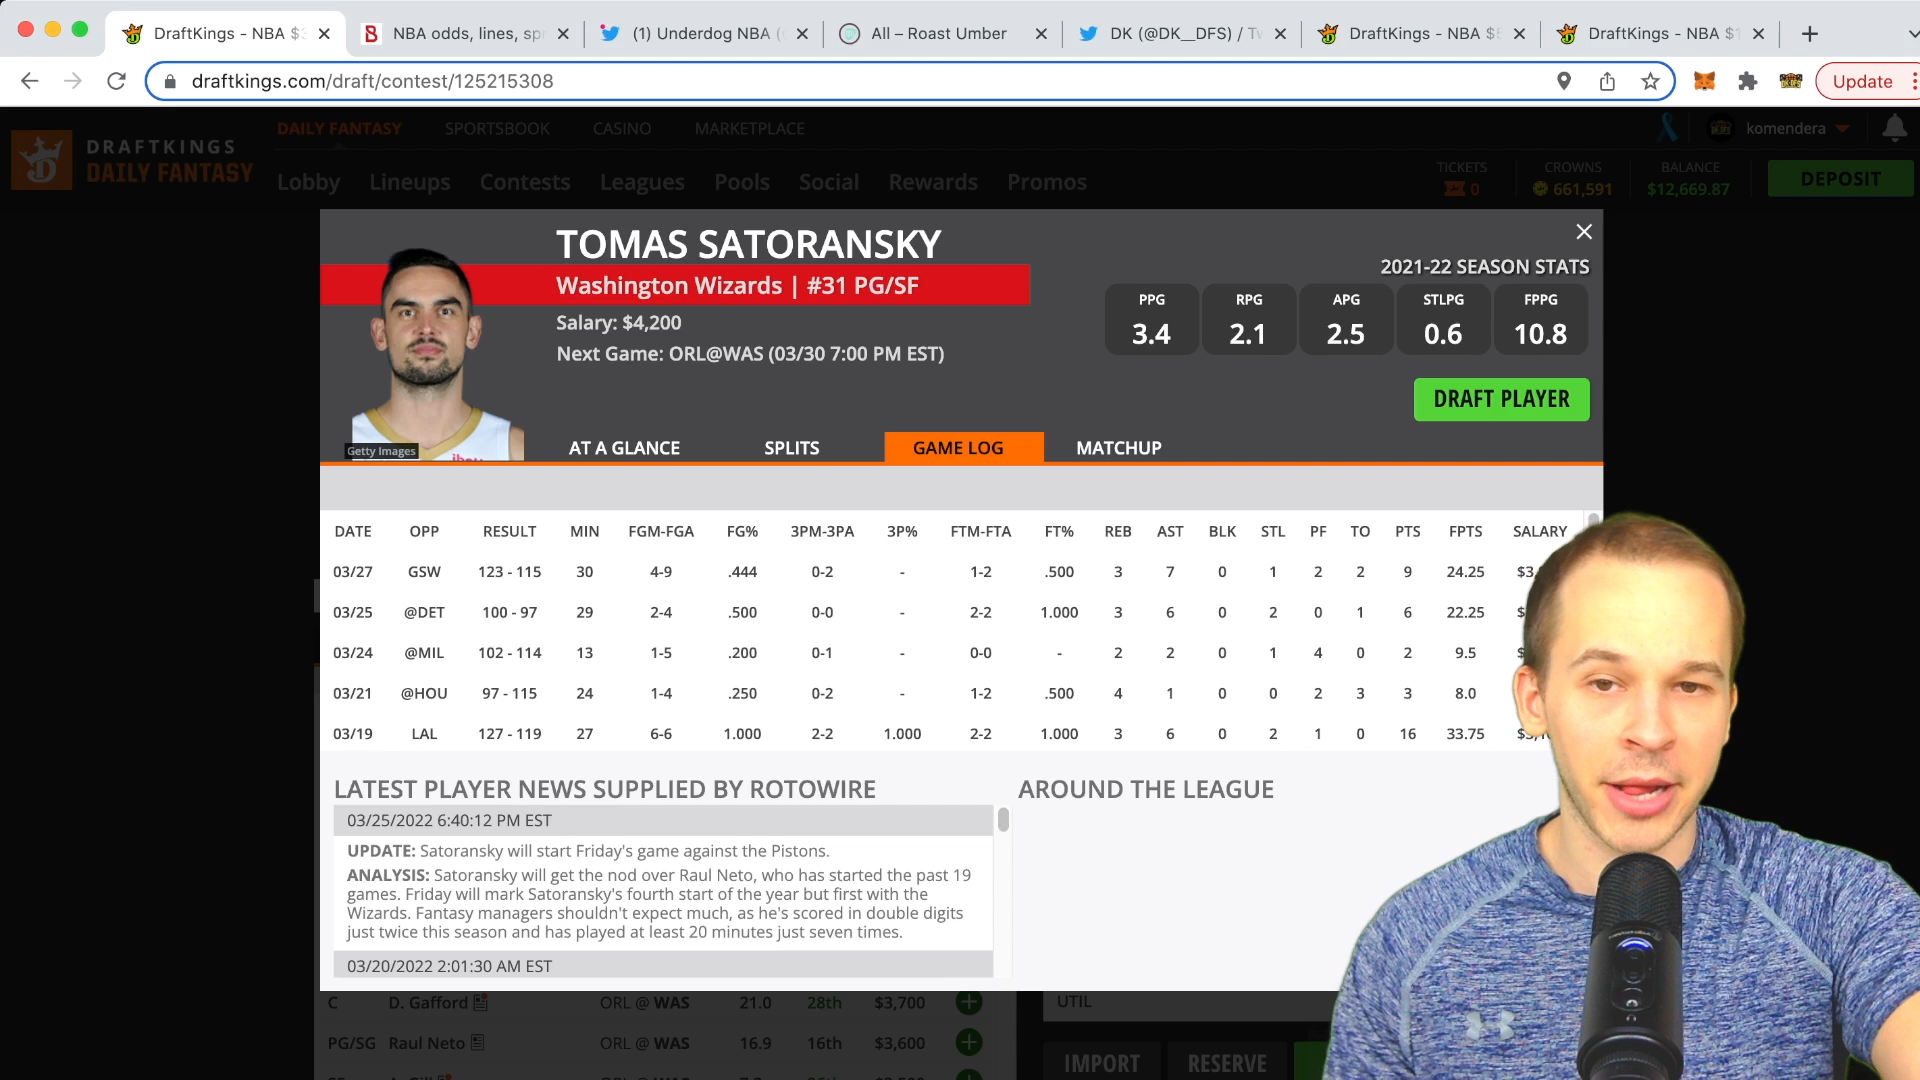 DraftKings - NBA $3
NBA odds, lines, sp
(1) Underdog NBA (
All – Roast Umber
DK (@DK__DFS) / Tw
DraftKings - NBA $
DraftKings - NBA $1
draftkings.com/draft/contest/125215308
Update
DRAFTKINGS
DAILY FANTASY
DAILY FANTASY SPORTSBOOK CASINO MARKETPLACE
komendera
Lobby Lineups Contests Leagues Pools Social Rewards Promos
TICKETS
0
CROWNS
661,591
BALANCE
$12,669.87
DEPOSIT
TOMAS SATORANSKY
Washington Wizards | #31 PG/SF
Salary: $4,200
Next Game: ORL@WAS (03/30 7:00 PM EST)
Getty Images
2021-22 SEASON STATS
PPG RPG APG STLPG FPPG
3.4 2.1 2.5 0.6 10.8
DRAFT PLAYER
AT A GLANCE SPLITS GAME LOG MATCHUP
DATE OPP RESULT MIN FGM-FGA FG% 3PM-3PA 3P% FTM-FTA FT% REB AST BLK STL PF TO PTS FPTS SALARY
03/27 GSW 123 - 115 30 4-9 .444 0-2 - 1-2 .500 3 7 0 1 2 2 9 24.25 $3,
03/25 @DET 100 - 97 29 2-4 .500 0-0 - 2-2 1.000 3 6 0 2 0 1 6 22.25 $
03/24 @MIL 102 - 114 13 1-5 .200 0-1 - 0-0 - 2 2 0 1 4 0 2 9.5 $
03/21 @HOU 97 - 115 24 1-4 .250 0-2 - 1-2 .500 4 1 0 0 2 3 3 8.0
03/19 LAL 127 - 119 27 6-6 1.000 2-2 1.000 2-2 1.000 3 6 0 2 1 0 16 33.75 $3,1
LATEST PLAYER NEWS SUPPLIED BY ROTOWIRE
AROUND THE LEAGUE
03/25/2022 6:40:12 PM EST
UPDATE: Satoransky will start Friday's game against the Pistons.
ANALYSIS: Satoransky will get the nod over Raul Neto, who has started the past 19
games. Friday will mark Satoransky's fourth start of the year but first with the
Wizards. Fantasy managers shouldn't expect much, as he's scored in double digits
just twice this season and has played at least 20 minutes just seven times.
03/20/2022 2:01:30 AM EST
C D. Gafford ORL @ WAS 21.0 28th $3,700
PG/SG Raul Neto ORL @ WAS 16.9 16th $3,600
UTIL
IMPORT RESERVE